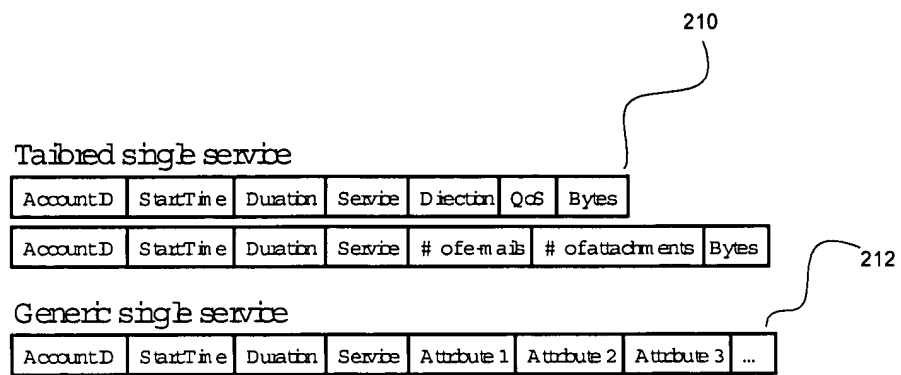 210
Tailored single service
AccountID StartTime Duration Service Direction QoS Bytes
AccountID StartTime Duration Service # of e-mails # of attachments Bytes
212
Generic single service
AccountID StartTime Duration Service Attribute 1 Attribute 2 Attribute 3 ...